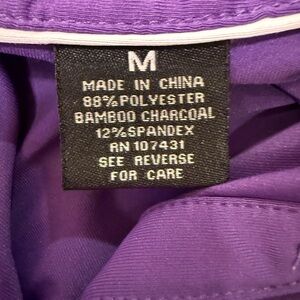 M
MADE IN CHINA
88%POLYESTER
BAMBOO CHARCOAL
12%SPANDEX
RN 107431
SEE REVERSE
FOR CARE